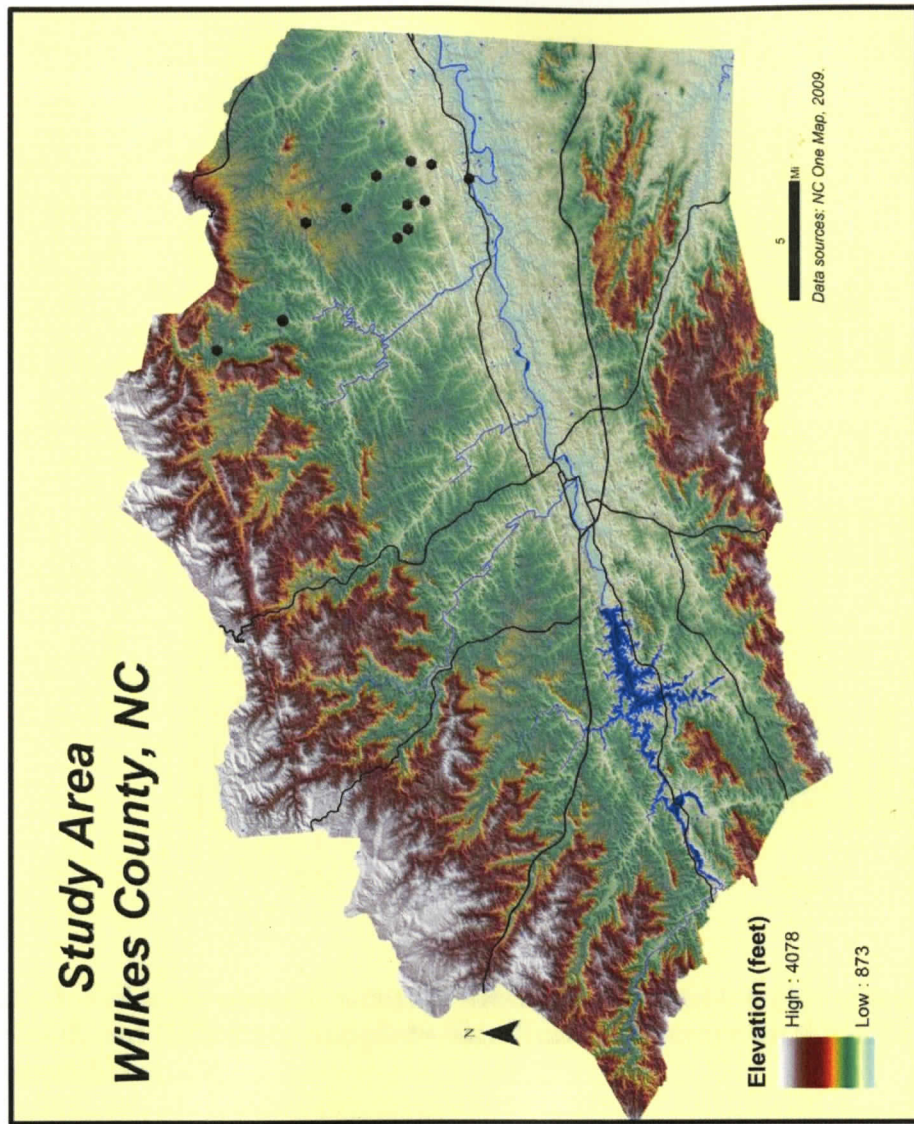 Study Area
Wilkes County, NC
N
Elevation (feet)
High : 4078
Low : 873
5
Mi
Data sources: NC One Map, 2009.